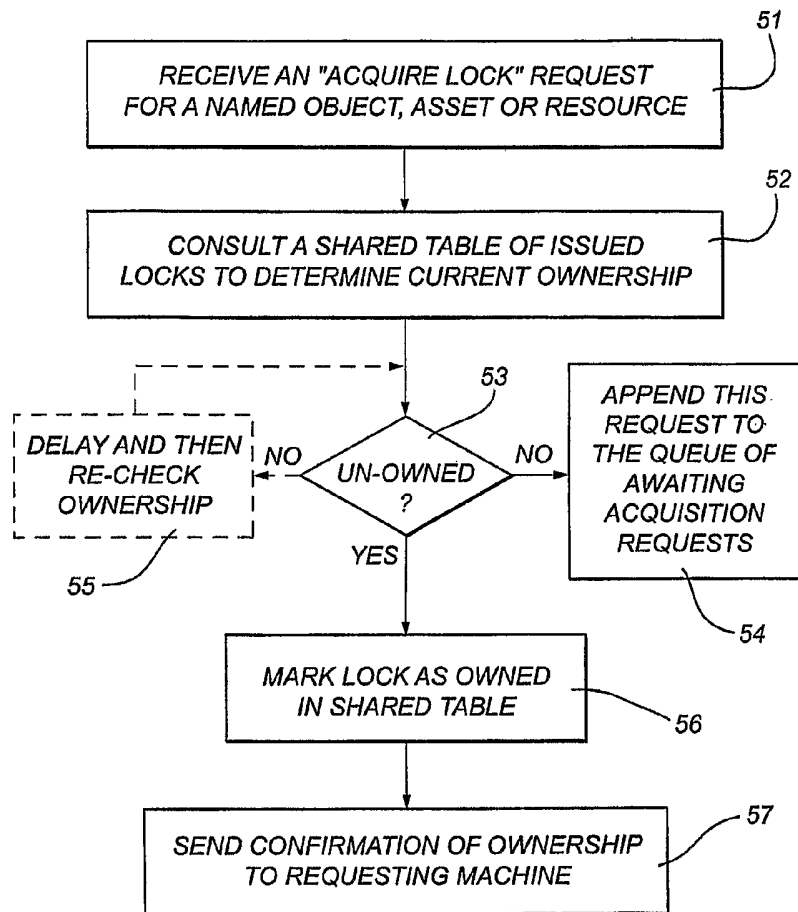 51
RECEIVE AN "ACQUIRE LOCK" REQUEST
FOR A NAMED OBJECT, ASSET OR RESOURCE
52
CONSULT A SHARED TABLE OF ISSUED
LOCKS TO DETERMINE CURRENT OWNERSHIP
53
DELAY AND THEN
RE-CHECK
OWNERSHIP
55
NO
UN-OWNED
?
NO
YES
APPEND THIS
REQUEST TO
THE QUEUE OF
AWAITING
ACQUISITION
REQUESTS
54
MARK LOCK AS OWNED
IN SHARED TABLE
56
57
SEND CONFIRMATION OF OWNERSHIP
TO REQUESTING MACHINE